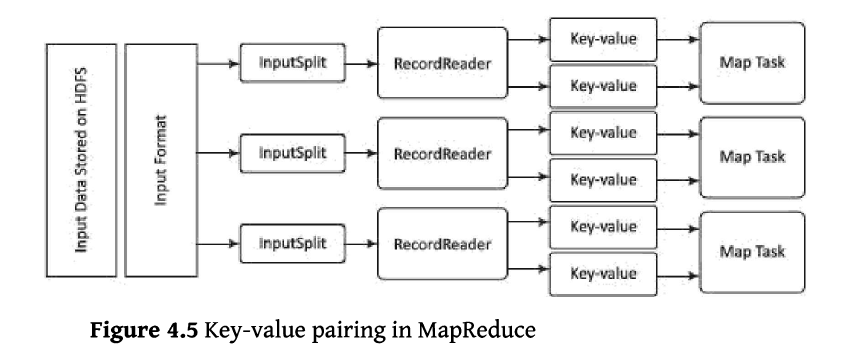 Input Data Stored on HDFS
Input Format
InputSplit
RecordReader
Key-value
Key-value
Map Task
InputSplit
RecordReader
Key-value
Key-value
Map Task
InputSplit
RecordReader
Key-value
Key-value
Map Task
Figure 4.5 Key-value pairing in MapReduce